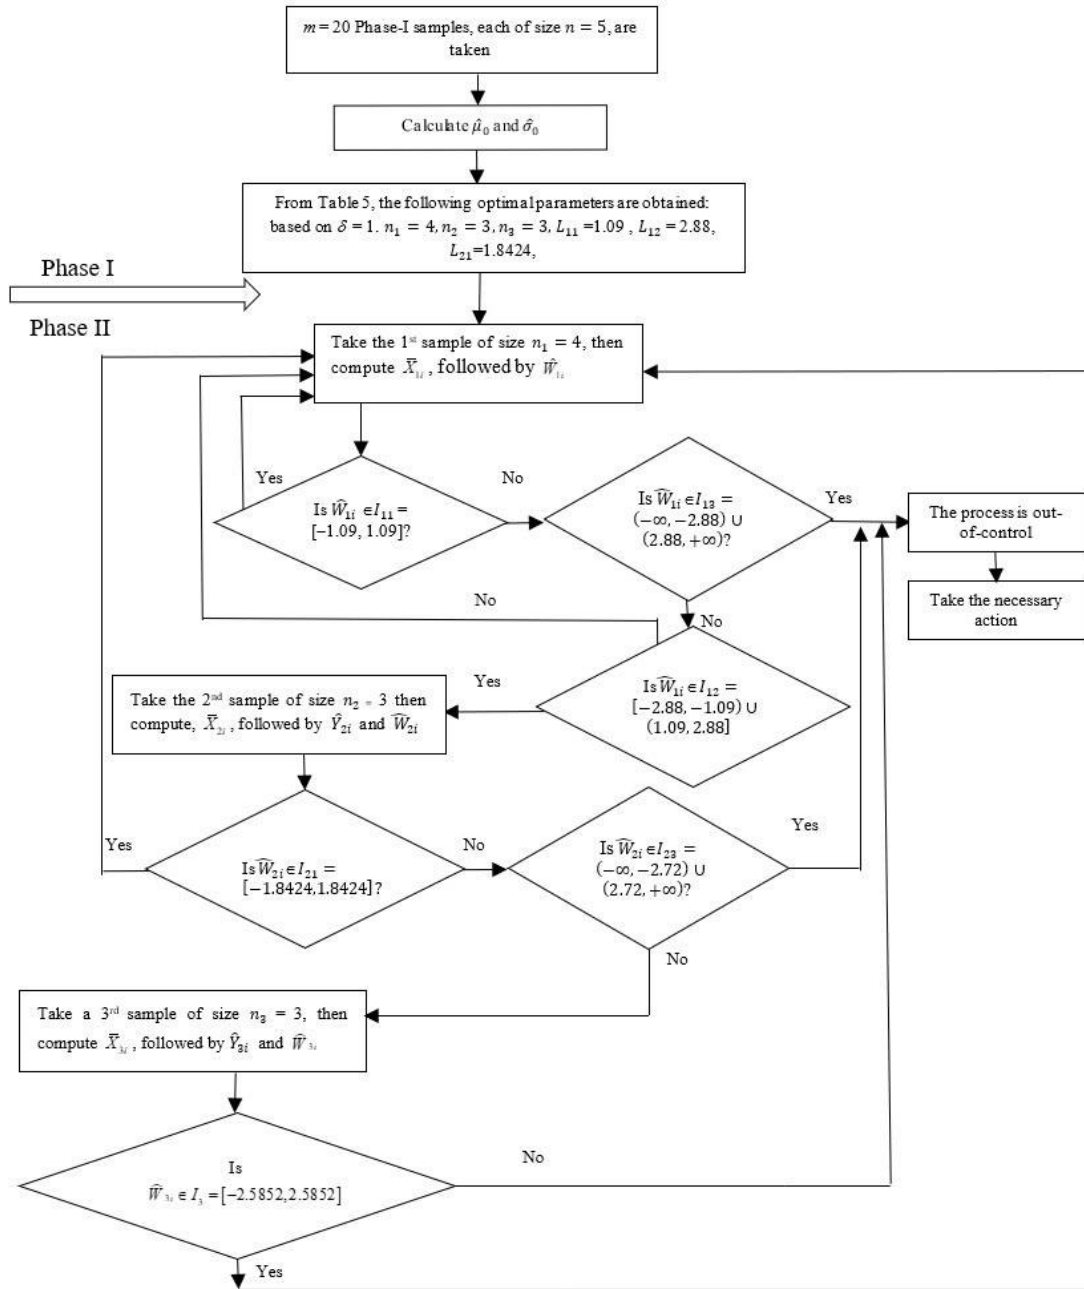 m = 20 Phase-I samples, each of size n = 5, are
taken
Calculate μ̂₀ and σ̂₀
From Table 5, the following optimal parameters are obtained:
based on δ = 1. n₁ = 4, n₂ = 3, n₃ = 3, L₁₁ =1.09 , L₁₂ = 2.88,
L₂₁=1.8424,
Phase I
Phase II
Take the 1ˢᵗ sample of size n₁ = 4, then
compute X̄₁ᵢ , followed by Ŵ₁ᵢ
Yes
No
Is Ŵ₁ᵢ ∈ I₁₁ =
[−1.09, 1.09]?
Is Ŵ₁ᵢ ∈ I₁₃ =
(−∞, −2.88) ∪
(2.88, +∞)?
Yes
The process is out-
of-control
Take the necessary
action
No
No
Is Ŵ₁ᵢ ∈ I₁₂ =
[−2.88, −1.09) ∪
(1.09, 2.88]
Yes
Take the 2ⁿᵈ sample of size n₂ = 3 then
compute, X̄₂ᵢ , followed by Ŷ₂ᵢ and Ŵ₂ᵢ
Yes
Is Ŵ₂ᵢ ∈ I₂₁ =
[−1.8424,1.8424]?
No
Is Ŵ₂ᵢ ∈ I₂₃ =
(−∞, −2.72) ∪
(2.72, +∞)?
Yes
No
Take a 3ʳᵈ sample of size n₃ = 3, then
compute X̄₃ᵢ , followed by Ŷ₃ᵢ and Ŵ₃ᵢ
Is
Ŵ₃ᵢ ∈ I₃ = [−2.5852,2.5852]
No
Yes